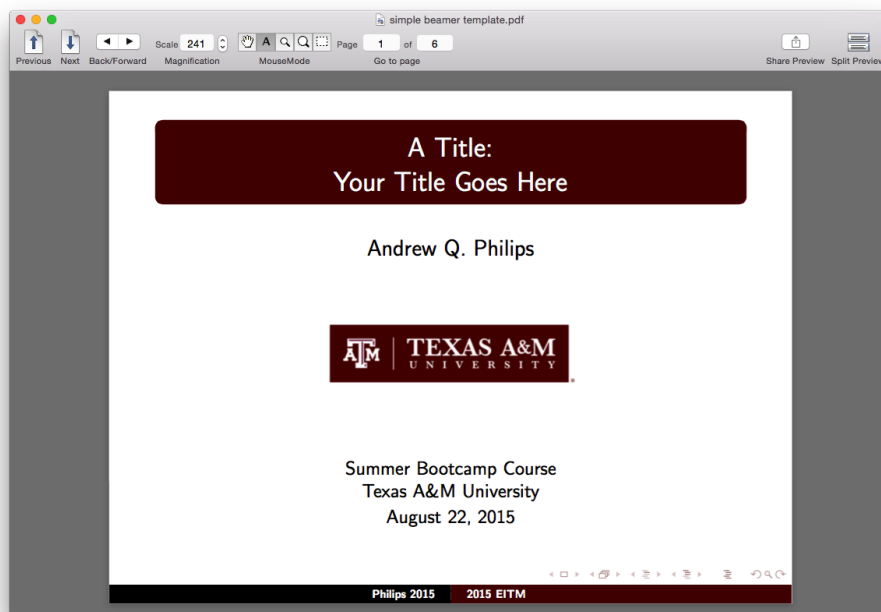 simple beamer template.pdf
Scale 241 A Page 1 of 6
Previous Next Back/Forward Magnification MouseMode Go to page Share Preview Split Preview
A Title:
Your Title Goes Here
Andrew Q. Philips
ATM TEXAS A&M
UNIVERSITY
Summer Bootcamp Course
Texas A&M University
August 22, 2015
Philips 2015 2015 EITM